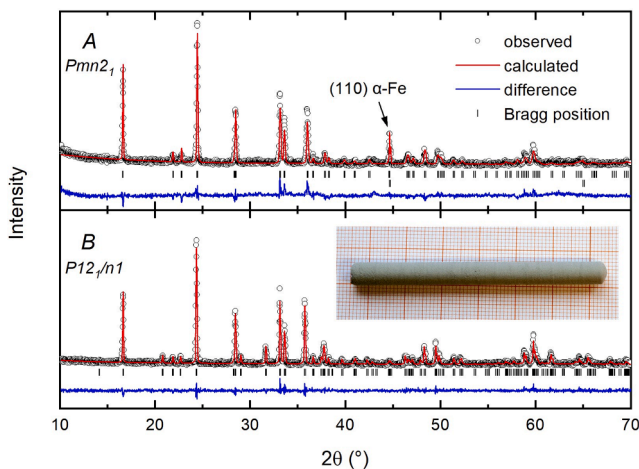 A
Pmn2₁
observed
calculated
difference
Bragg position
(110) α-Fe
Intensity
B
P12₁/n1
10 20 30 40 50 60 70
2θ (°)